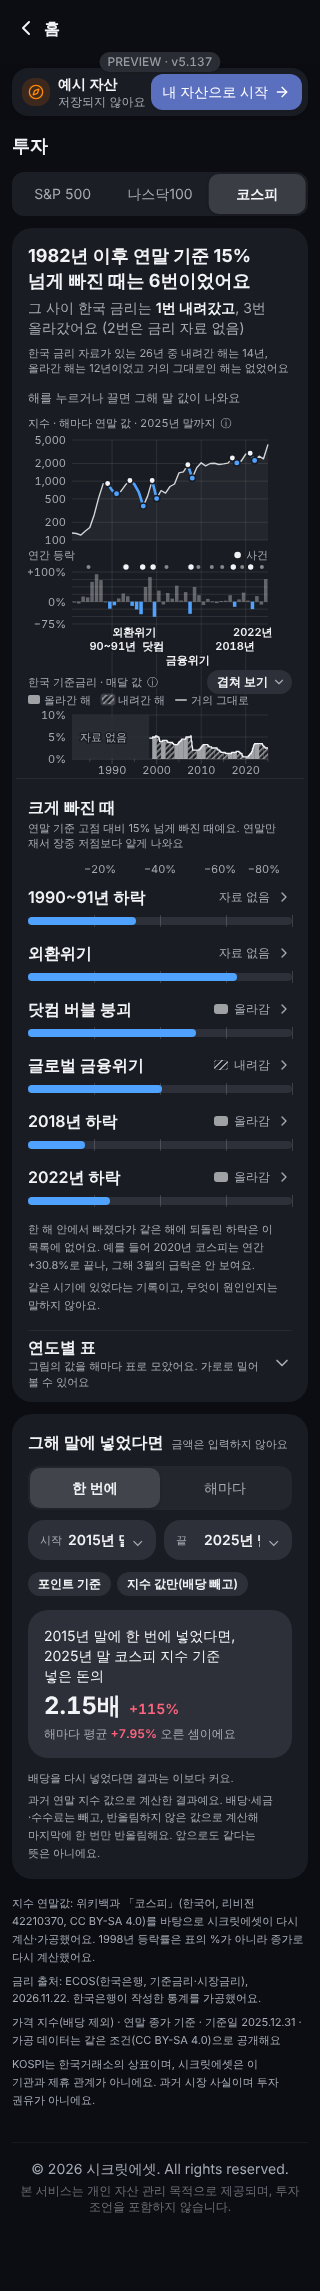 홈
PREVIEW · v5.137
예시 자산
저장되지 않아요
내 자산으로 시작
투자
S&P 500
나스닥100
코스피
1982년 이후 연말 기준 15%
넘게 빠진 때는 6번이었어요
그 사이 한국 금리는 1번 내려갔고, 3번
올라갔어요 (2번은 금리 자료 없음)
한국 금리 자료가 있는 26년 중 내려간 해는 14년,
올라간 해는 12년이었고 거의 그대로인 해는 없었어요
해를 누르거나 끌면 그해 말 값이 나와요
지수 · 해마다 연말 값 · 2025년 말까지 ⓘ
5,000
2,000
1,000
500
200
100
연간 등락
사건
+100%
0%
−75%
외환위기
2022년
90~91년
닷컴
2018년
금융위기
한국 기준금리 · 매달 값 ⓘ
겹쳐 보기
올라간 해
내려간 해
거의 그대로
10%
5%
0%
자료 없음
1990
2000
2010
2020
크게 빠진 때
연말 기준 고점 대비 15% 넘게 빠진 때예요. 연말만
재서 장중 저점보다 얕게 나와요
−20%
−40%
−60%
−80%
1990~91년 하락
자료 없음
외환위기
자료 없음
닷컴 버블 붕괴
올라감
글로벌 금융위기
내려감
2018년 하락
올라감
2022년 하락
올라감
한 해 안에서 빠졌다가 같은 해에 되돌린 하락은 이
목록에 없어요. 예를 들어 2020년 코스피는 연간
+30.8%로 끝나, 그해 3월의 급락은 안 보여요.
같은 시기에 있었다는 기록이고, 무엇이 원인인지는
말하지 않아요.
연도별 표
그림의 값을 해마다 표로 모았어요. 가로로 밀어
볼 수 있어요
그해 말에 넣었다면
금액은 입력하지 않아요
한 번에
해마다
시작
2015년
끝
2025년
포인트 기준
지수 값만(배당 빼고)
2015년 말에 한 번에 넣었다면,
2025년 말 코스피 지수 기준
넣은 돈의
2.15배 +115%
해마다 평균 +7.95% 오른 셈이에요
배당을 다시 넣었다면 결과는 이보다 커요.
과거 연말 지수 값으로 계산한 결과예요. 배당·세금
·수수료는 빼고, 반올림하지 않은 값으로 계산해
마지막에 한 번만 반올림해요. 앞으로도 같다는
뜻은 아니에요.
지수 연말값: 위키백과 「코스피」(한국어, 리비전
42210370, CC BY-SA 4.0)를 바탕으로 시크릿에셋이 다시
계산·가공했어요. 1998년 등락률은 표의 %가 아니라 종가로
다시 계산했어요.
금리 출처: ECOS(한국은행, 기준금리·시장금리),
2026.11.22. 한국은행이 작성한 통계를 가공했어요.
가격 지수(배당 제외) · 연말 종가 기준 · 기준일 2025.12.31 ·
가공 데이터는 같은 조건(CC BY-SA 4.0)으로 공개해요
KOSPI는 한국거래소의 상표이며, 시크릿에셋은 이
기관과 제휴 관계가 아니에요. 과거 시장 사실이며 투자
권유가 아니에요.
© 2026 시크릿에셋. All rights reserved.
본 서비스는 개인 자산 관리 목적으로 제공되며, 투자
조언을 포함하지 않습니다.